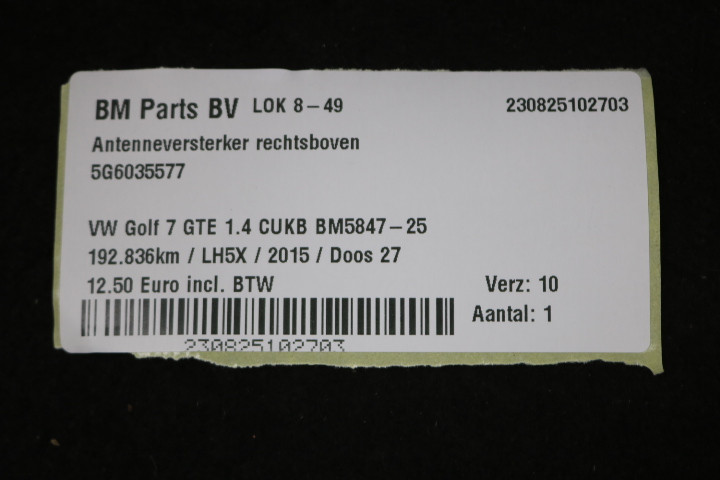 BM Parts BV LOK 8-49 230825102703
Antenneversterker rechtsboven
5G6035577
VW Golf 7 GTE 1.4 CUKB BM5847-25
192.836km / LH5X / 2015 / Doos 27
12.50 Euro incl. BTW Verz: 10
Aantal: 1
230825102703